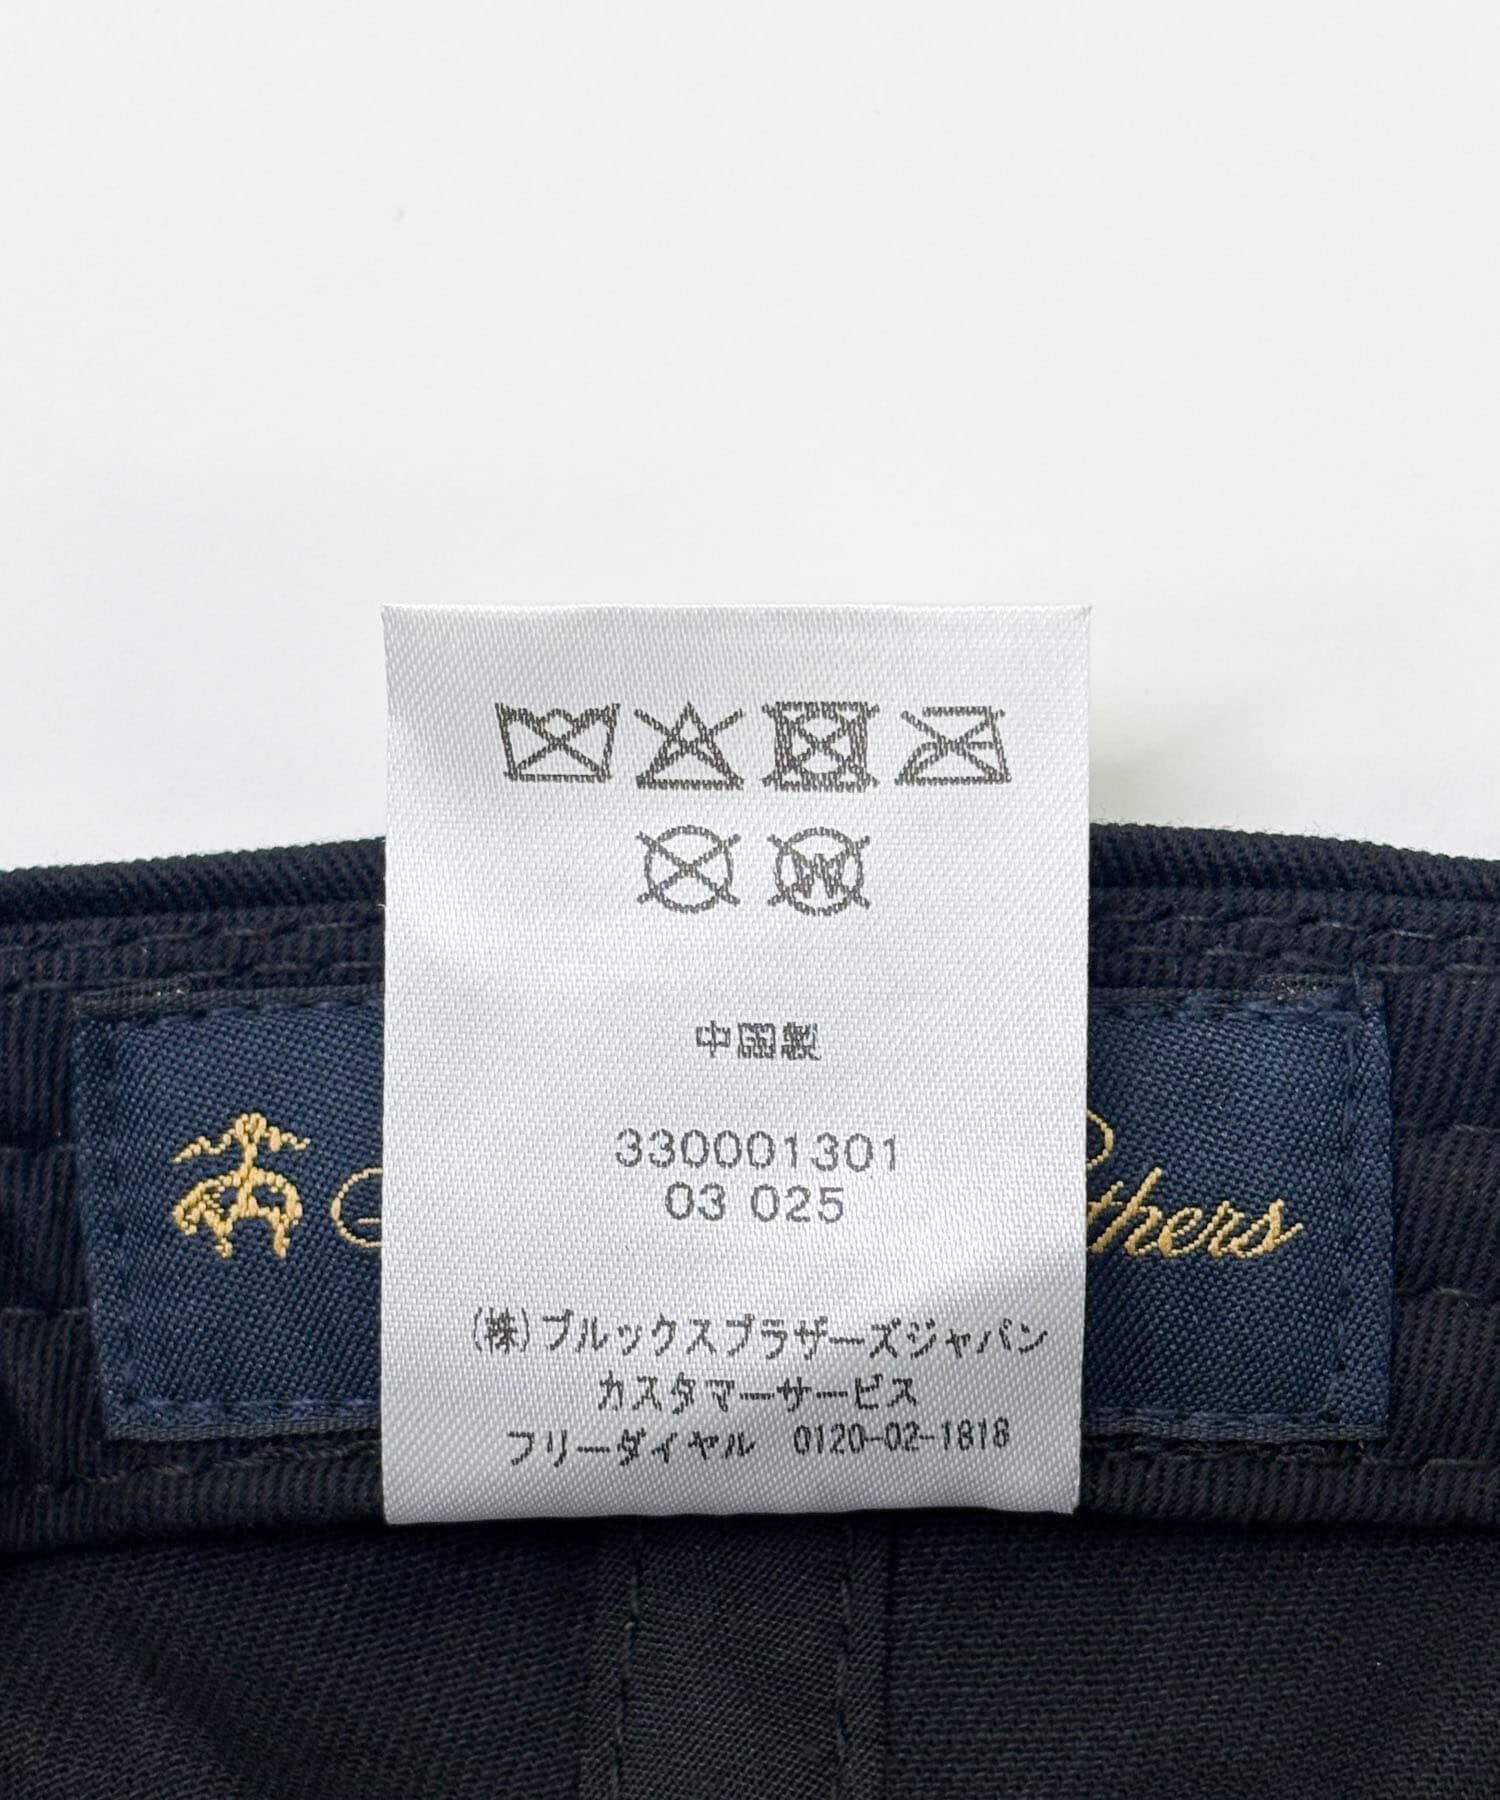 中国製
330001301
03 025
(株)ブルックスブラザーズジャパン
カスタマーサービス
フリーダイヤル 0120-02-1818